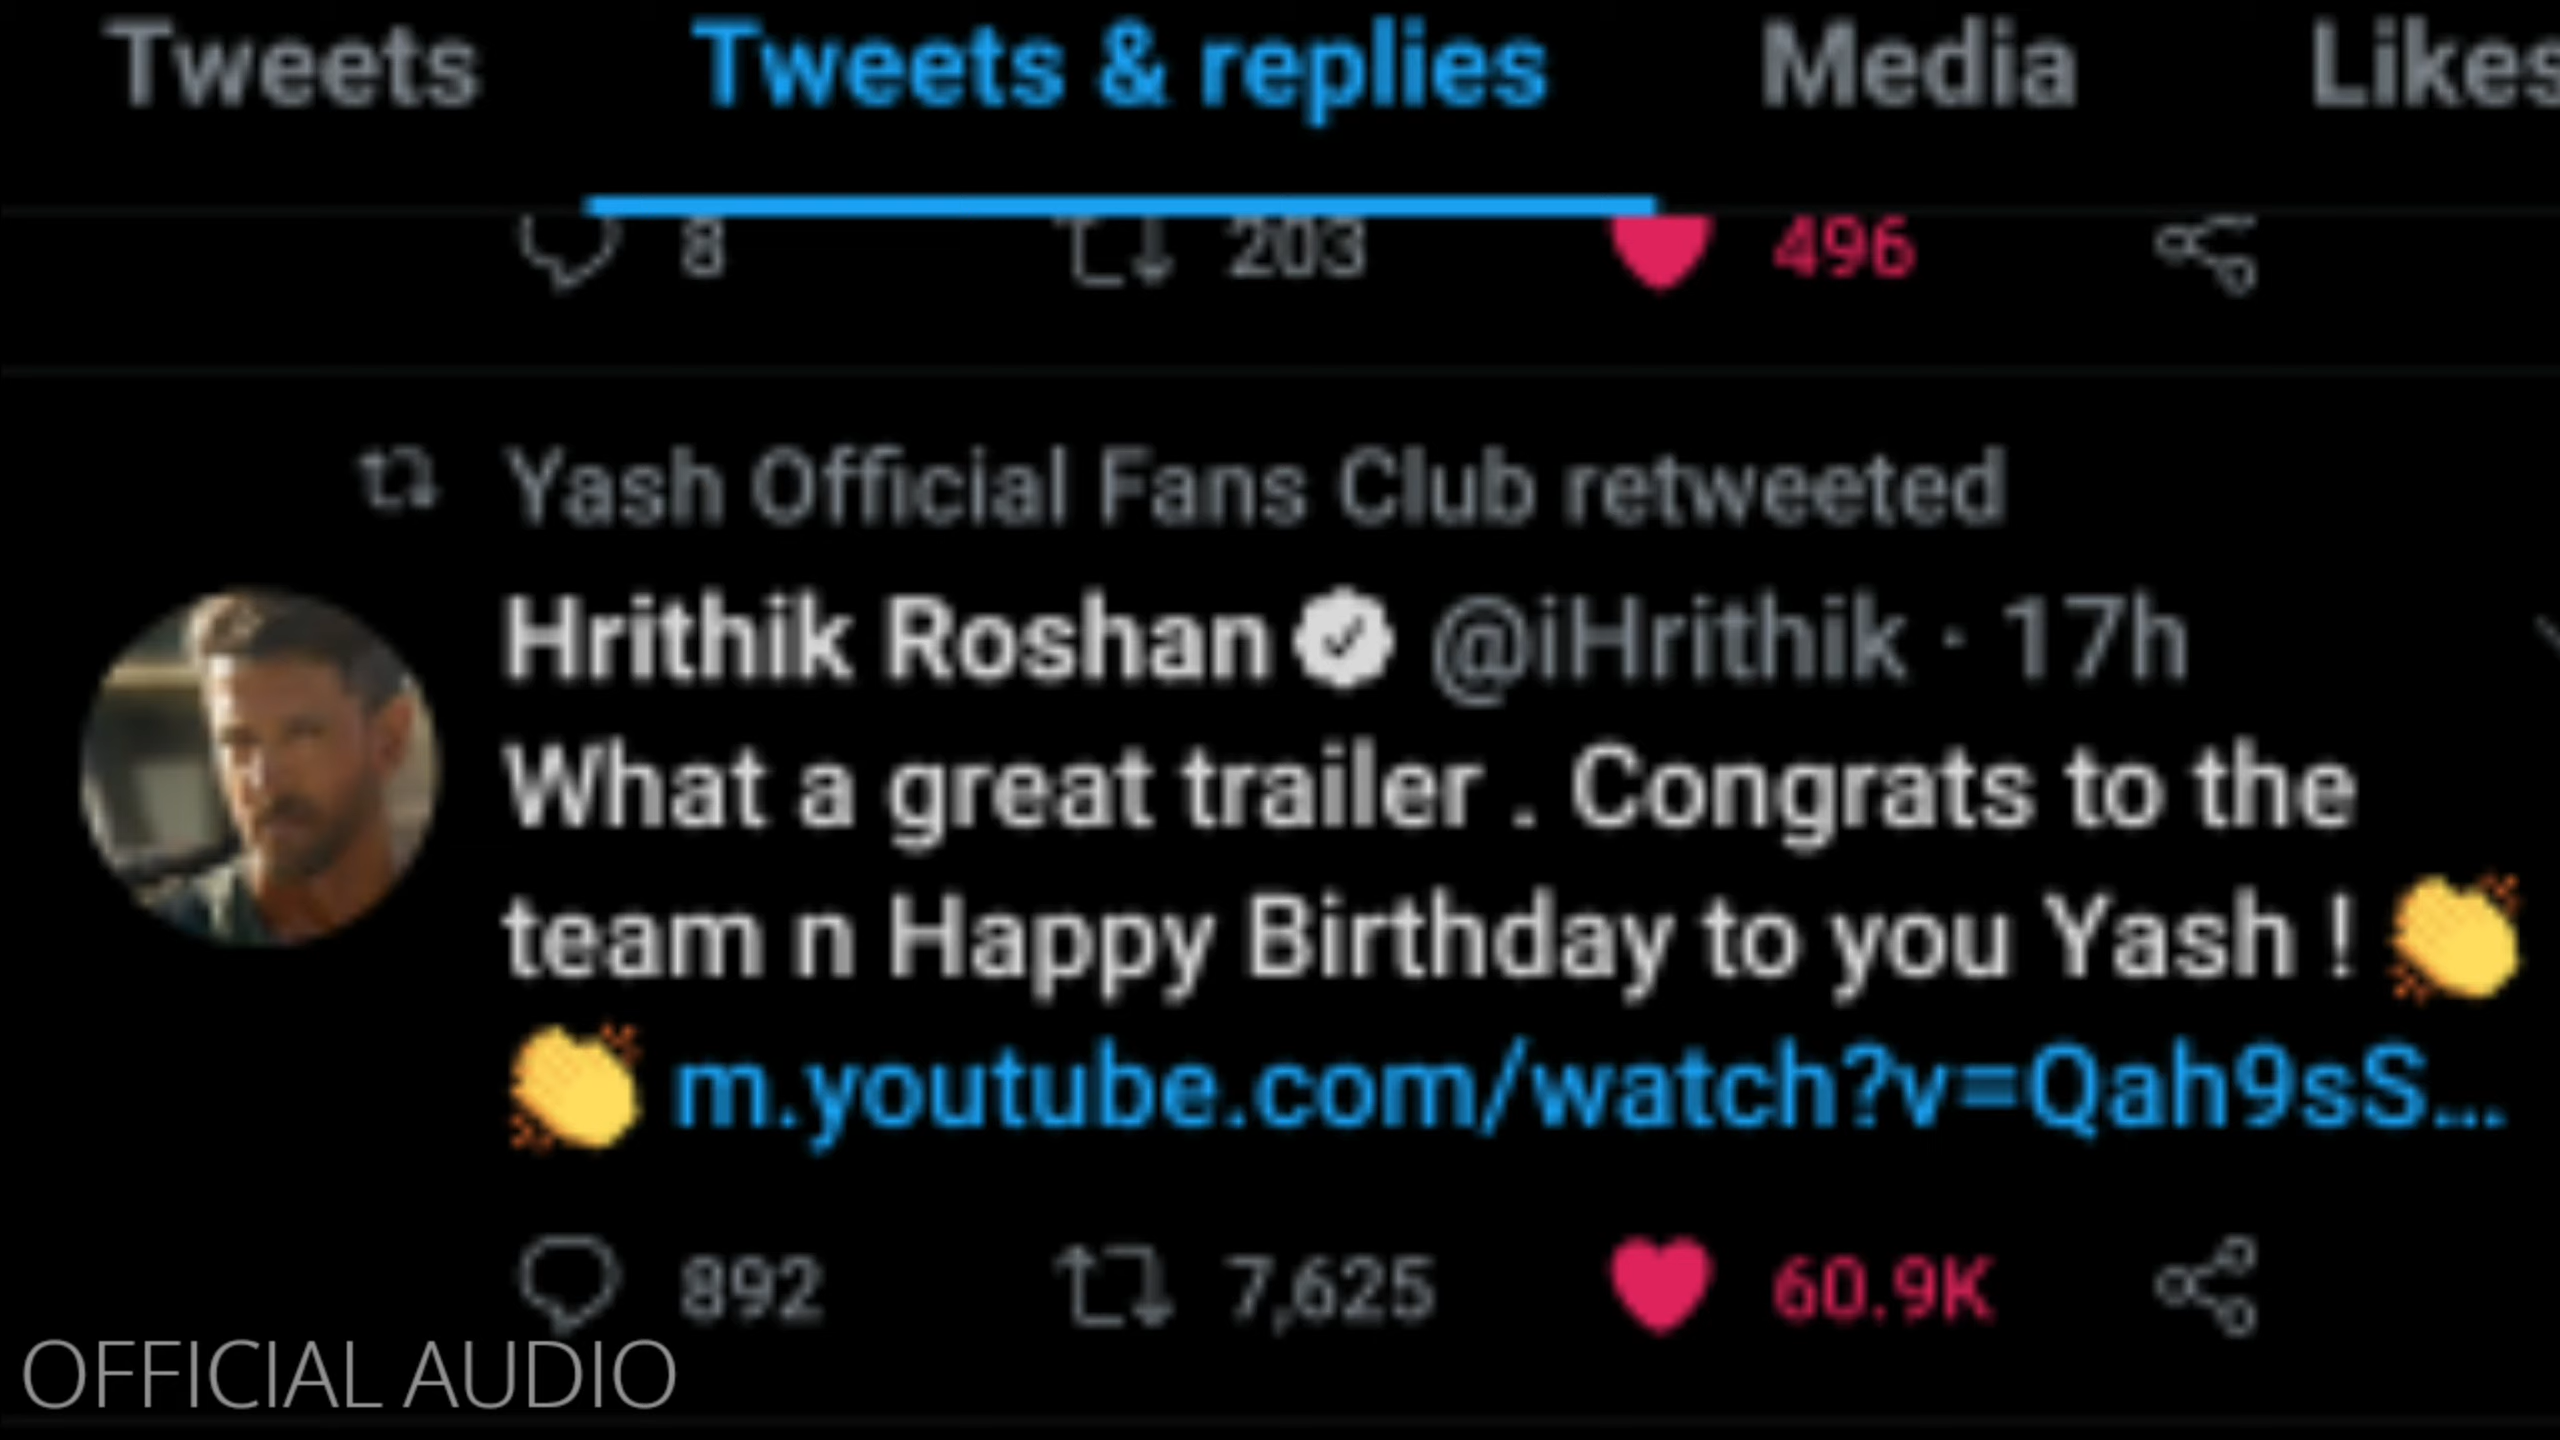 Tweets Tweets & replies Media Likes
8 203 496
Yash Official Fans Club retweeted
Hrithik Roshan @iHrithik · 17h
What a great trailer . Congrats to the
team n Happy Birthday to you Yash ! 👏
👏 m.youtube.com/watch?v=Qah9sS...
892 7,625 60.9K
OFFICIAL AUDIO